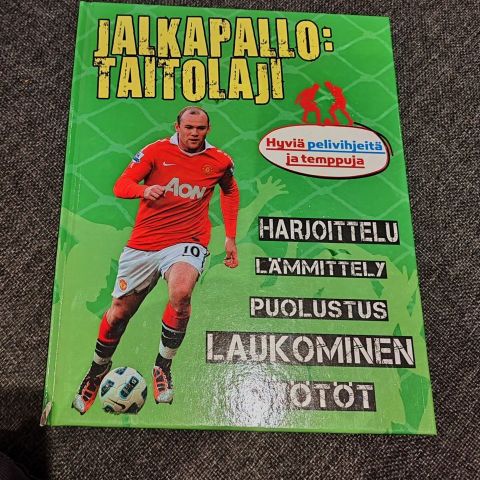 JALKAPALLO:
TAITOLAJI
Hyviä pelivihjeitä
ja temppuja
AON
10
HARJOITTELU
LÄMMITTELY
PUOLUSTUS
LAUKOMINEN